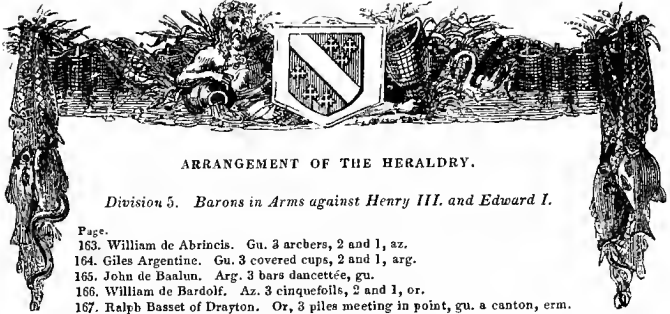 ARRANGEMENT OF THE HERALDRY.
Division 5. Barons in Arms against Henry III. and Edward I.
Page.
163. William de Abrincis. Gu. 3 archers, 2 and 1, az.
164. Giles Argentine. Gu. 3 covered cups, 2 and 1, arg.
165. John de Baalun. Arg. 3 bars dancettée, gu.
166. William de Bardolf. Az. 3 cinquefoils, 2 and 1, or.
167. Ralph Basset of Drayton. Or, 3 piles meeting in point, gu. a canton, erm.